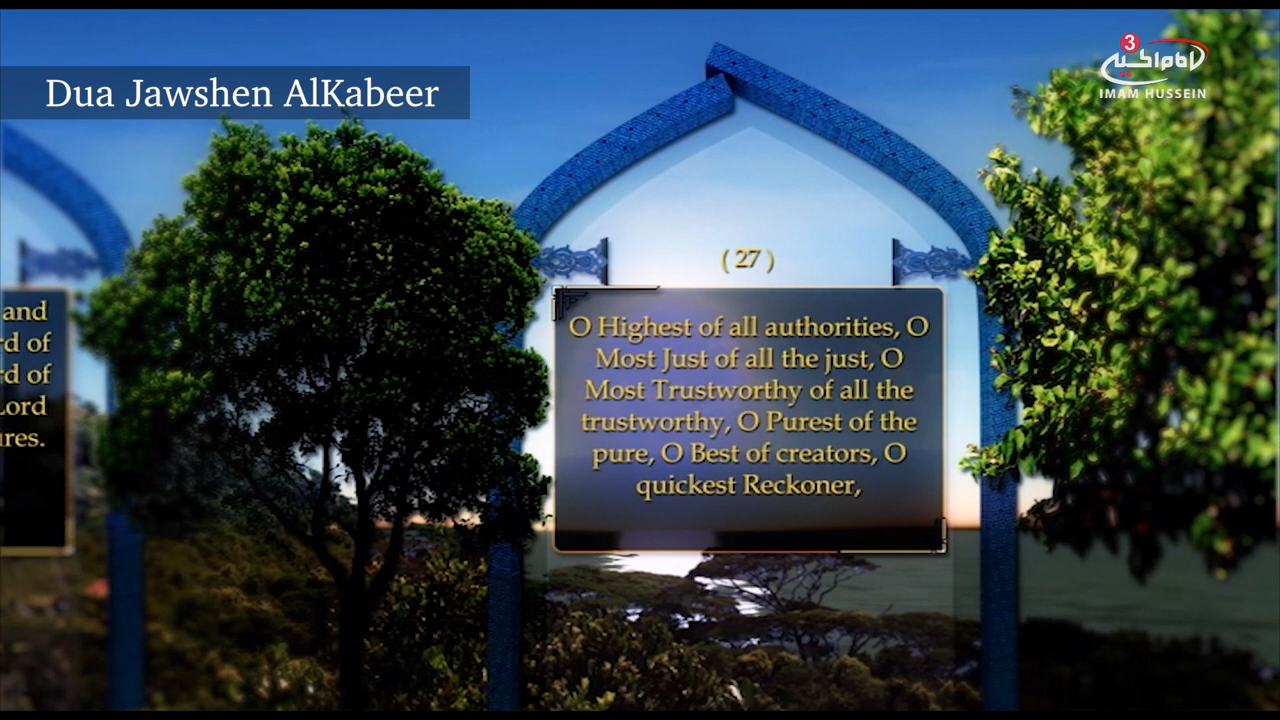 Dua Jawshen AlKabeer
3
IMAM HUSSEIN
and
rd of
rd of
Lord
ures.
( 27 )
O Highest of all authorities, O
Most Just of all the just, O
Most Trustworthy of all the
trustworthy, O Purest of the
pure, O Best of creators, O
quickest Reckoner,